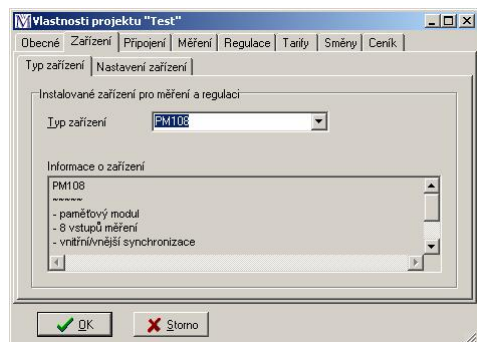 Vlastnosti projektu "Test"
Obecné Zařízení Připojení Měření Regulace Tarify Směny Ceník
Typ zařízení Nastavení zařízení
Instalované zařízení pro měření a regulaci
Typ zařízení PM108
Informace o zařízení
PM108
~~~~~
- paměťový modul
- 8 vstupů měření
- vnitřní/vnější synchronizace
OK Storno